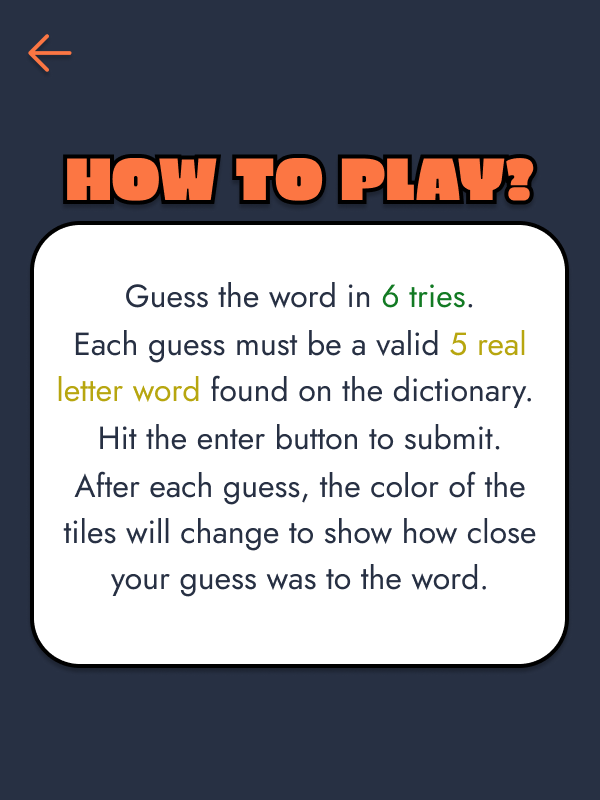 HOW TO PLAY?
Guess the word in 6 tries.
Each guess must be a valid 5 real
letter word found on the dictionary.
Hit the enter button to submit.
After each guess, the color of the
tiles will change to show how close
your guess was to the word.